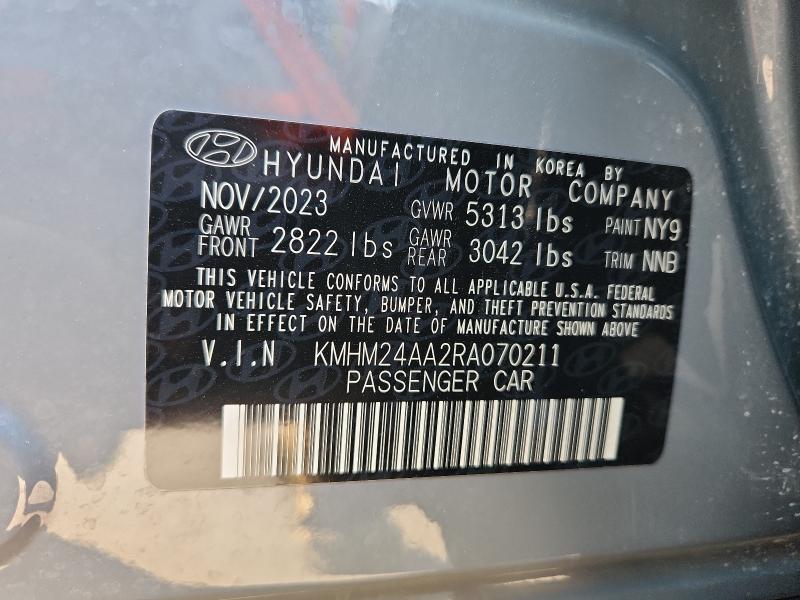 MANUFACTURED IN KOREA BY
HYUNDAI MOTOR COMPANY
NOV/2023 GVWR 5313 lbs PAINT NY9
GAWR FRONT 2822 lbs GAWR REAR 3042 lbs TRIM NNB
THIS VEHICLE CONFORMS TO ALL APPLICABLE U.S.A. FEDERAL
MOTOR VEHICLE SAFETY, BUMPER, AND THEFT PREVENTION STANDARDS
IN EFFECT ON THE DATE OF MANUFACTURE SHOWN ABOVE
V.I.N KMHM24AA2RA070211
PASSENGER CAR